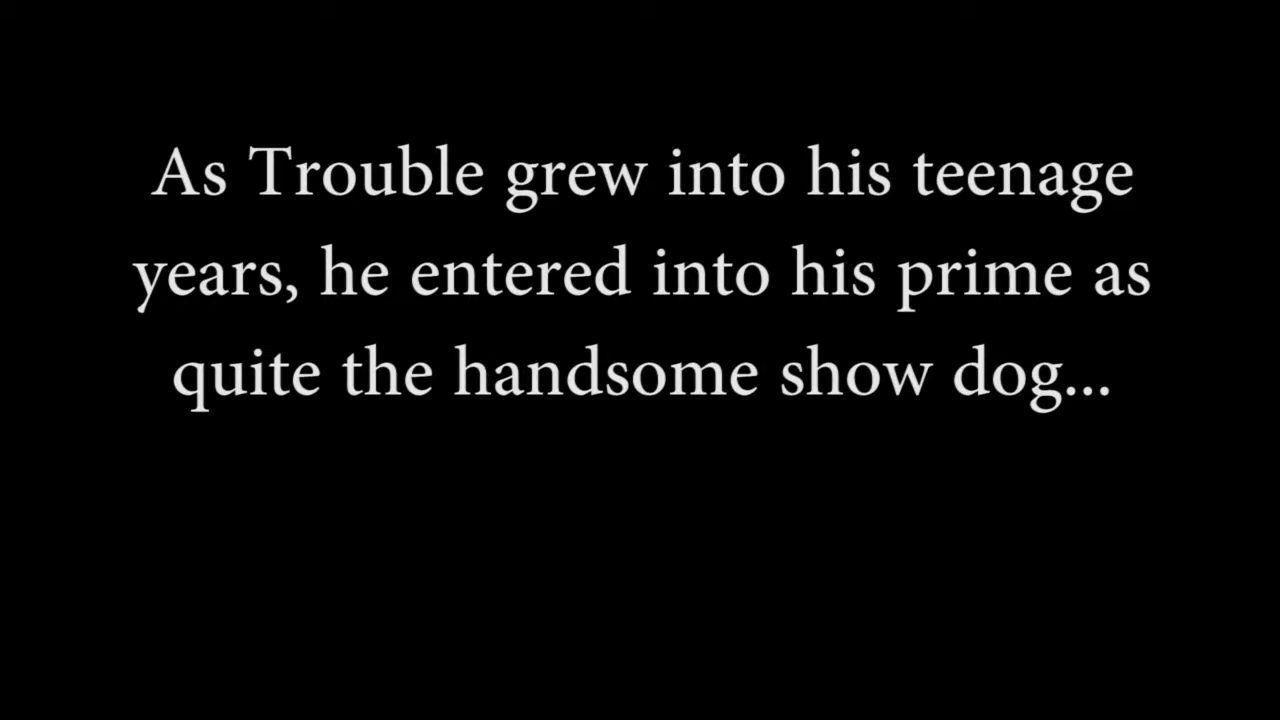 As Trouble grew into his teenage
years, he entered into his prime as
quite the handsome show dog...